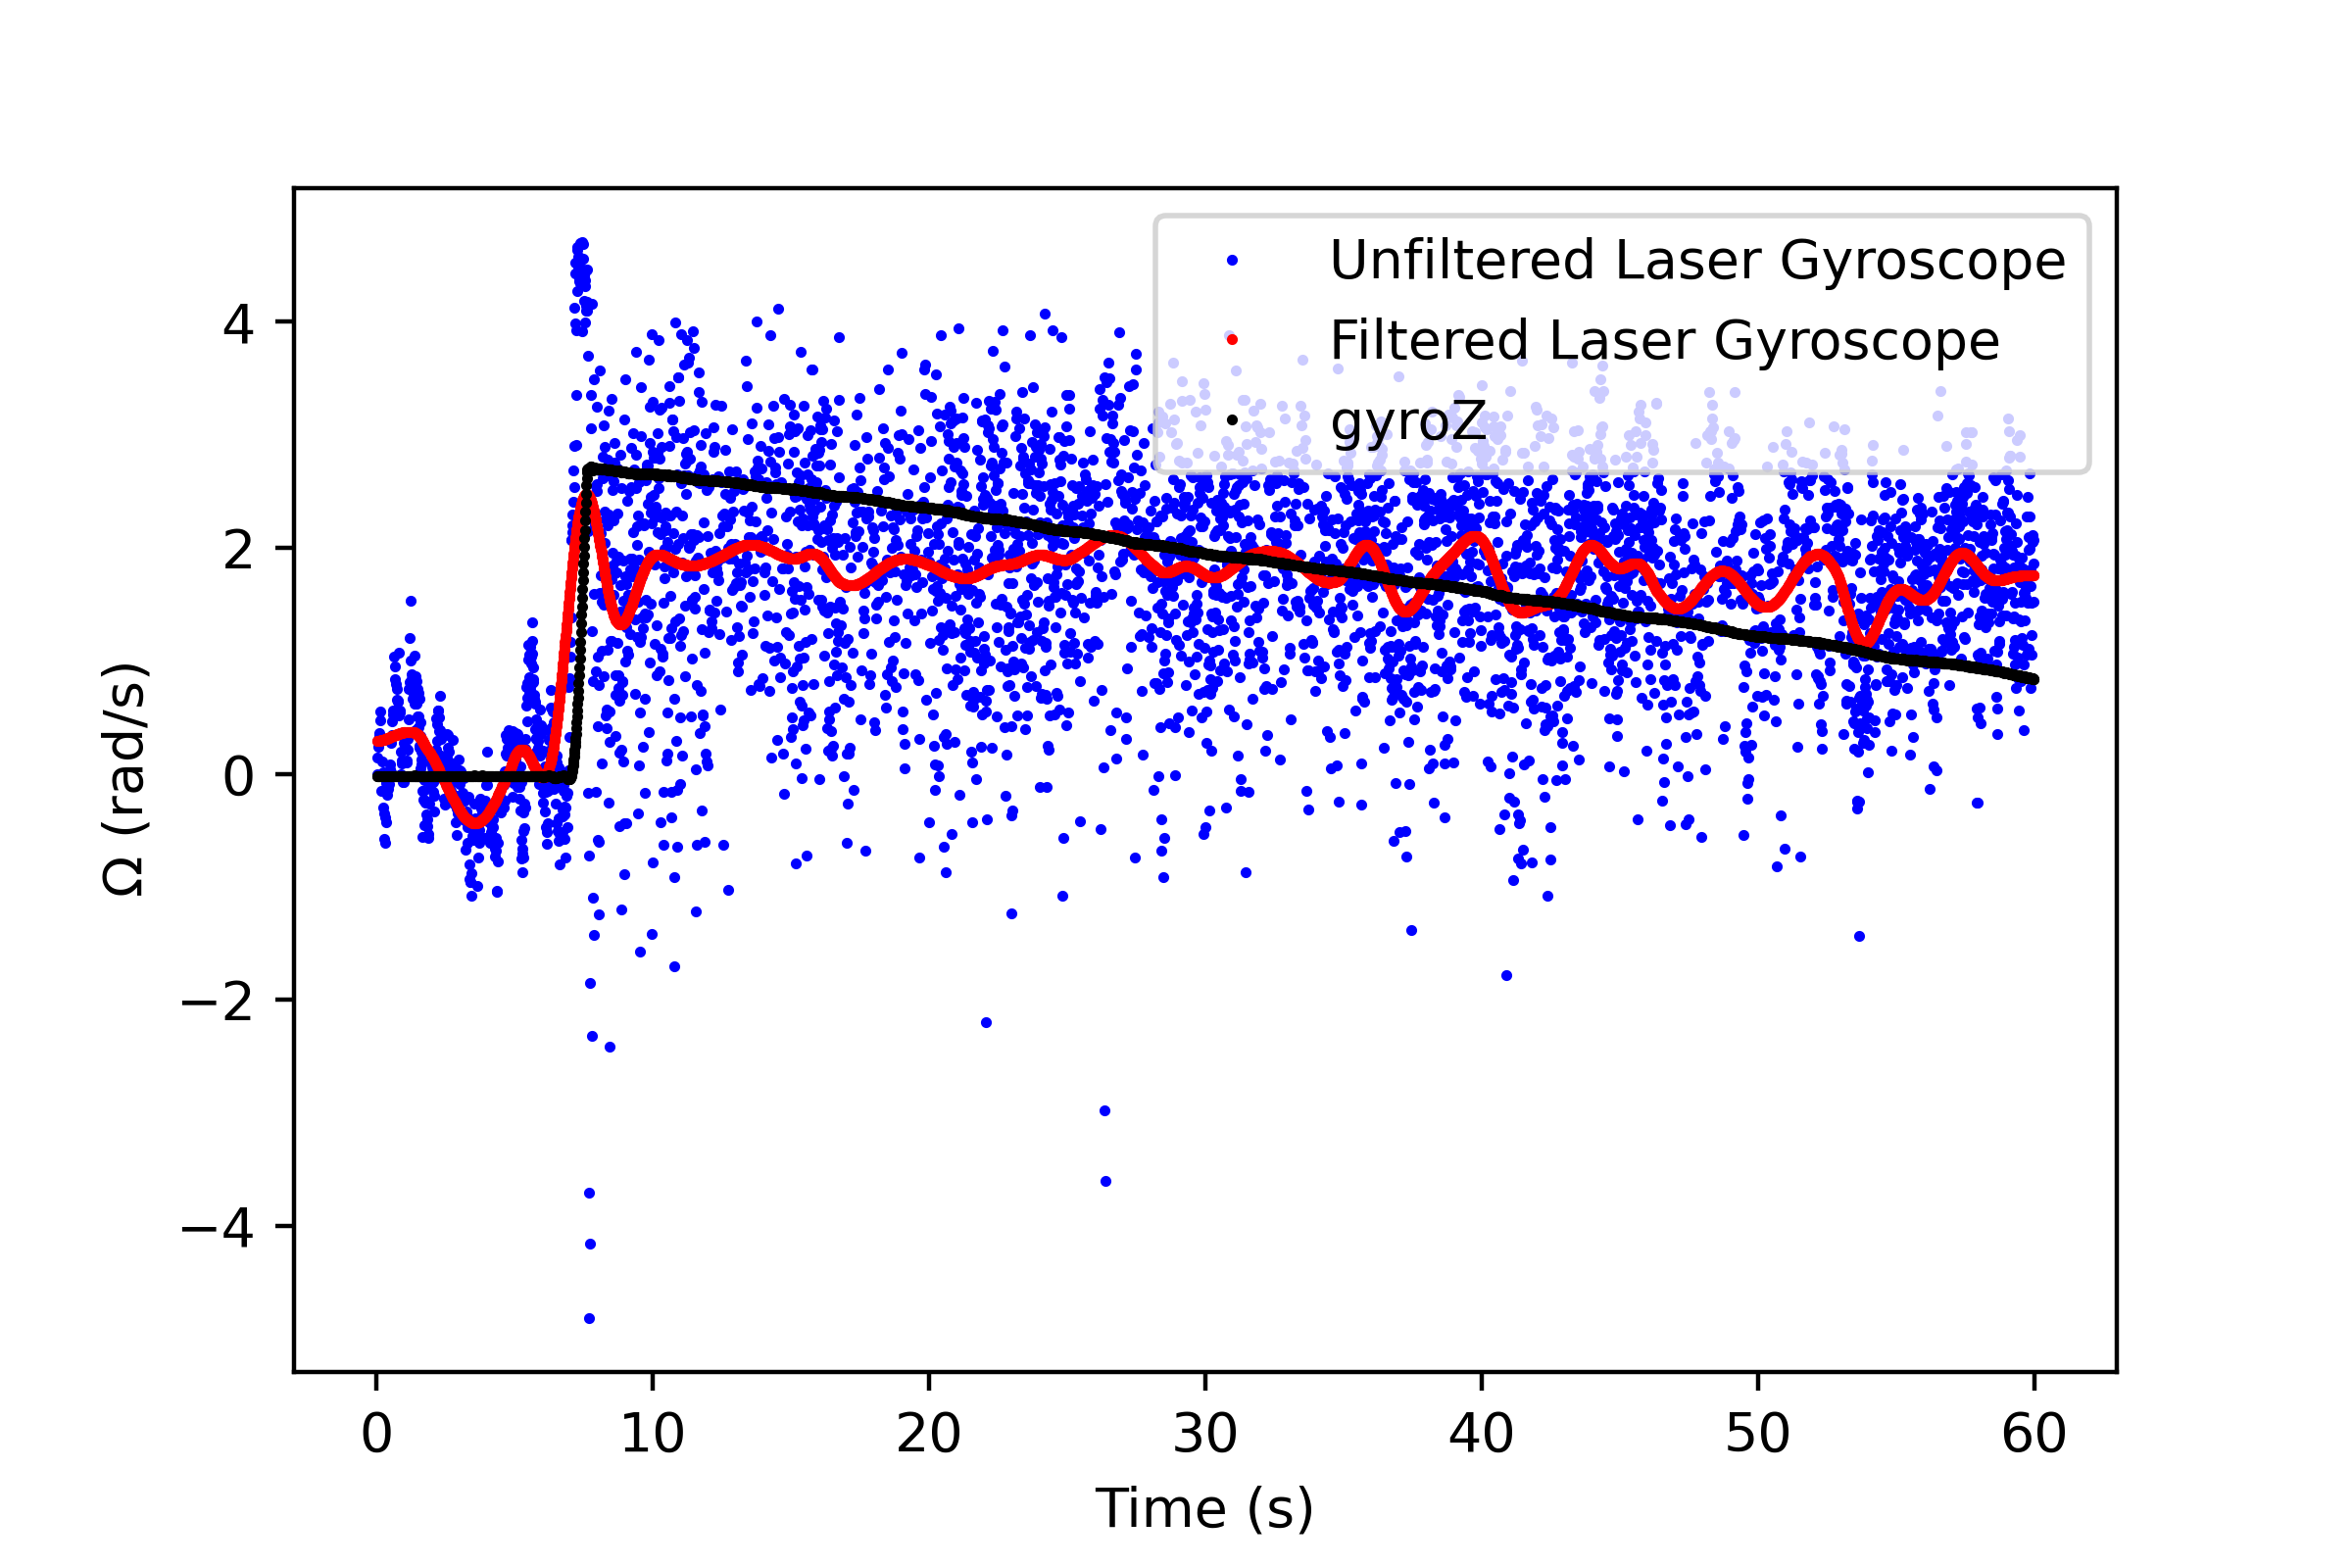 Unfiltered Laser Gyroscope
Filtered Laser Gyroscope
gyroZ
4
2
0
−2
−4
Ω (rad/s)
0 10 20 30 40 50 60
Time (s)